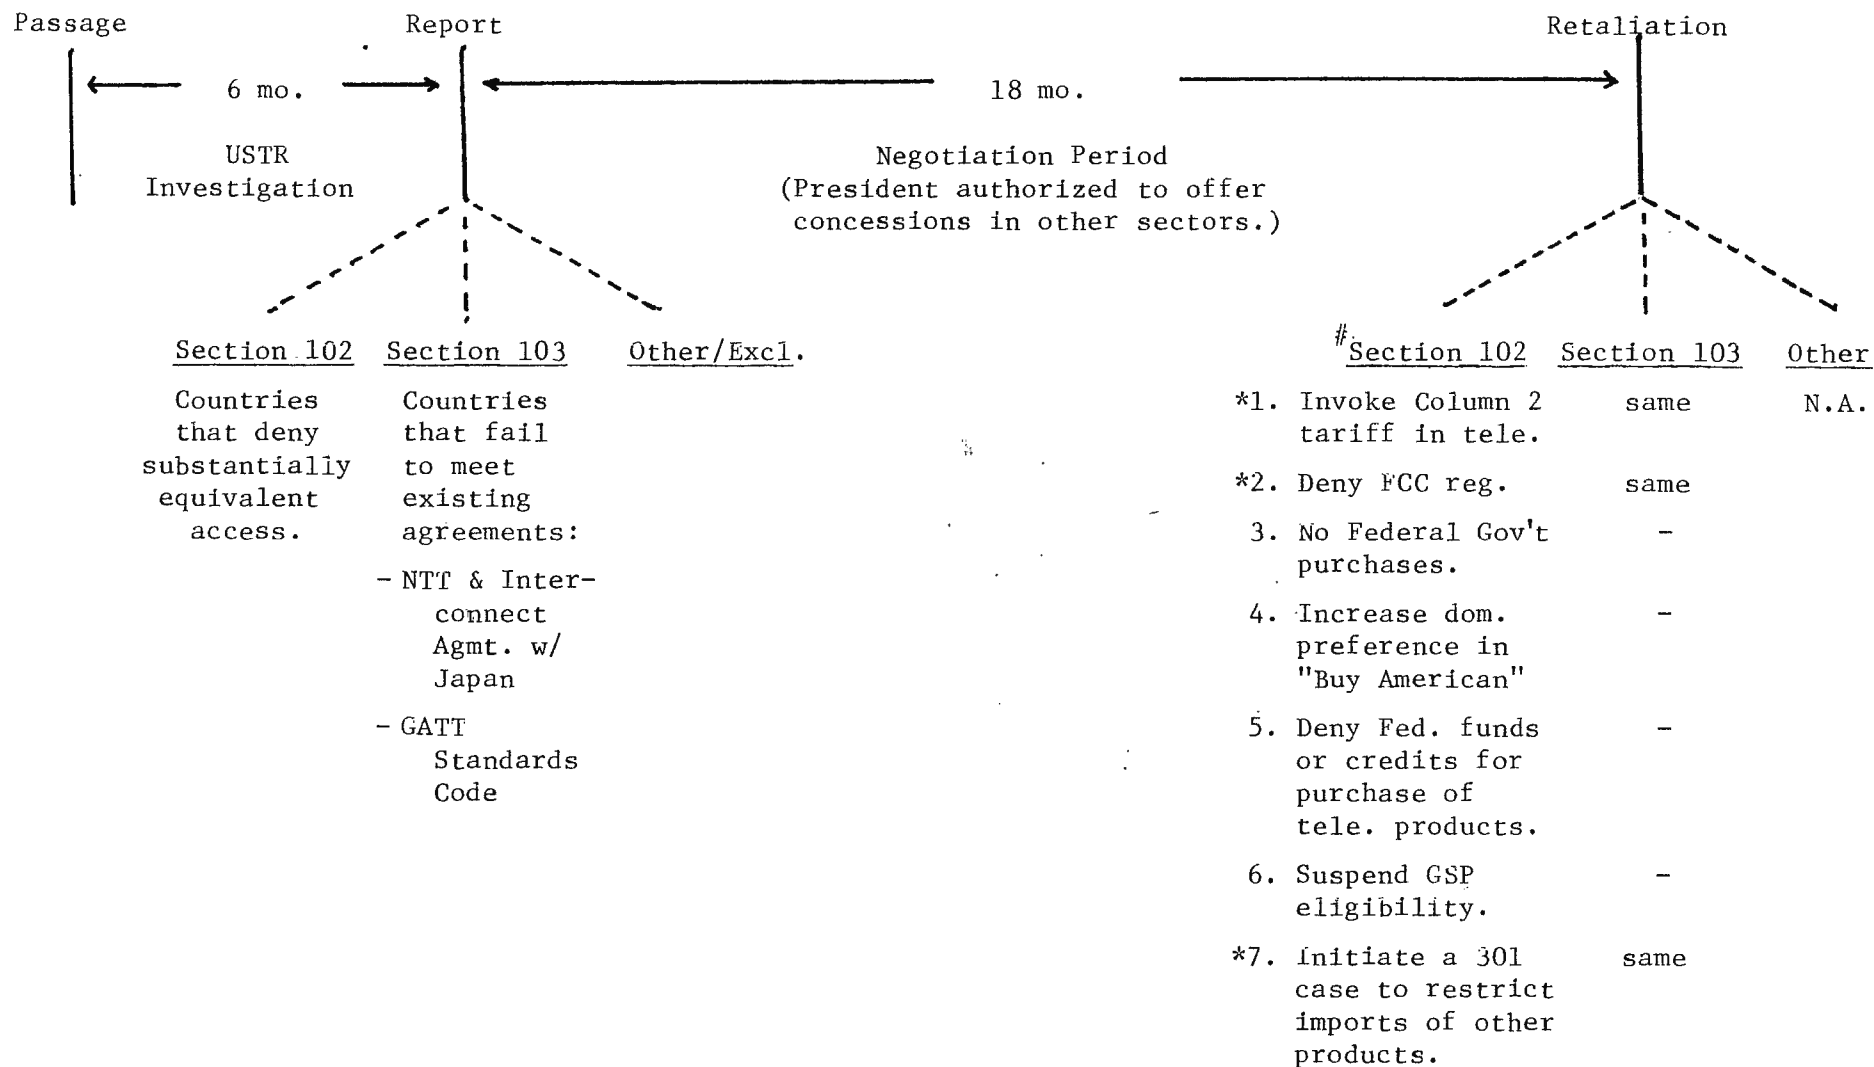 Passage
Report
Retaliation
6 mo.
18 mo.
USTR
Investigation
Negotiation Period
(President authorized to offer
concessions in other sectors.)
Section 102
Section 103
Other/Excl.
Countries
that deny
substantially
equivalent
access.
Countries
that fail
to meet
existing
agreements:
- NTT & Inter-
connect
Agmt. w/
Japan
- GATT
Standards
Code
#Section 102
Section 103
Other
*1. Invoke Column 2
tariff in tele.
same
N.A.
*2. Deny FCC reg.
same
3. No Federal Gov't
purchases.
-
4. Increase dom.
preference in
"Buy American"
-
5. Deny Fed. funds
or credits for
purchase of
tele. products.
-
6. Suspend GSP
eligibility.
-
*7. Initiate a 301
case to restrict
imports of other
products.
same